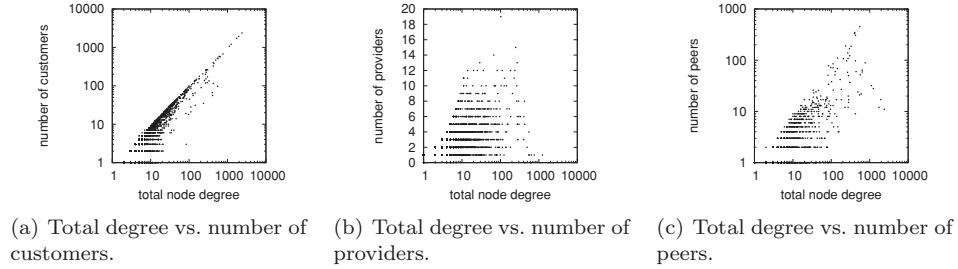 10000
1000
100
10
1
1 10 100 1000 10000
number of customers
total node degree
20
18
16
14
12
10
8
6
4
2
0
1 10 100 1000 10000
number of providers
total node degree
1000
100
10
1
1 10 100 1000 10000
number of peers
total node degree
(a) Total degree vs. number of
customers.
(b) Total degree vs. number of
providers.
(c) Total degree vs. number of
peers.